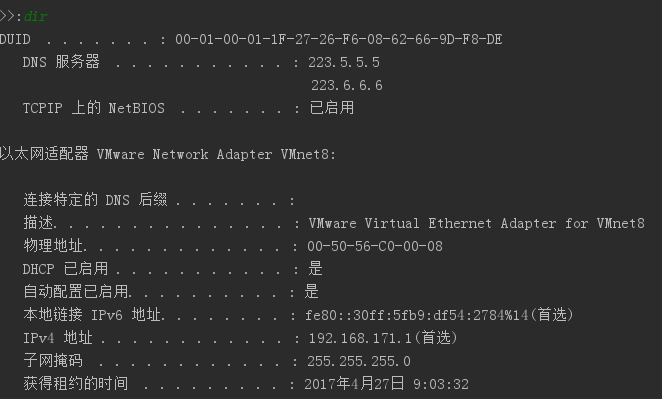 >>:dir
DUID . . . . . . . : 00-01-00-01-1F-27-26-F6-08-62-66-9D-F8-DE
DNS 服务器 . . . . . . . . . . . : 223.5.5.5
223.6.6.6
TCPIP 上的 NetBIOS . . . . . . . : 已启用
以太网适配器 VMware Network Adapter VMnet8:
连接特定的 DNS 后缀 . . . . . . . :
描述. . . . . . . . . . . . . . . : VMware Virtual Ethernet Adapter for VMnet8
物理地址. . . . . . . . . . . . . : 00-50-56-C0-00-08
DHCP 已启用 . . . . . . . . . . . : 是
自动配置已启用. . . . . . . . . . : 是
本地链接 IPv6 地址. . . . . . . . : fe80::30ff:5fb9:df54:2784%14(首选)
IPv4 地址 . . . . . . . . . . . . : 192.168.171.1(首选)
子网掩码 . . . . . . . . . . . . : 255.255.255.0
获得租约的时间 . . . . . . . . . : 2017年4月27日 9:03:32